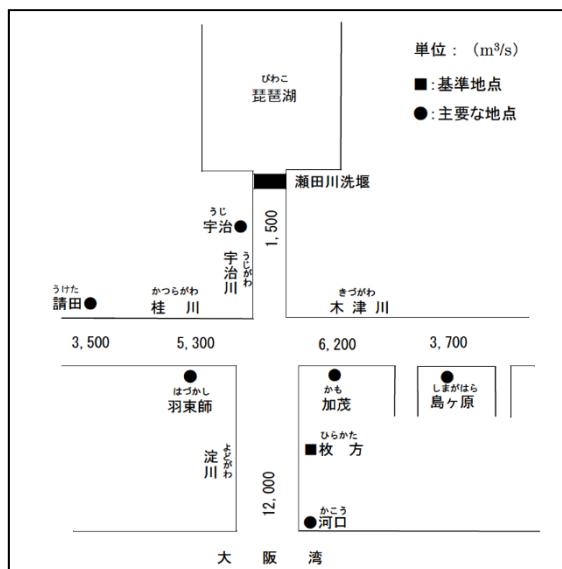 単位：（m³/s）
■：基準地点
●：主要な地点
びわこ
琵琶湖
瀬田川洗堰
うじ
宇治●
1,500
宇治川
うじがわ
うけた
請田●
かつらがわ
桂川
きづがわ
木津川
3,500
5,300
6,200
3,700
はづかし
羽束師
かも
加茂
しまがはら
島ヶ原
ひらかた
■枚方
淀川
よどがわ
12,000
かこう
●河口
大阪湾